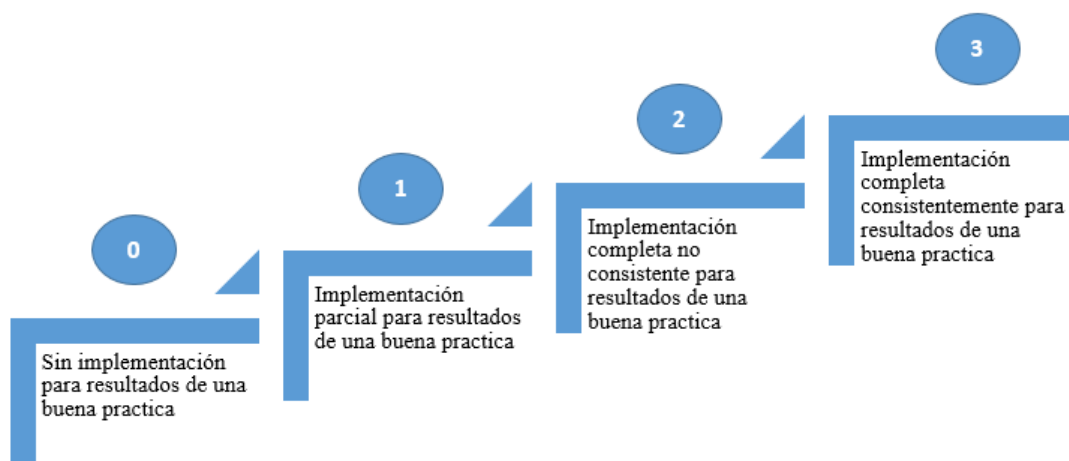 0
Sin implementación
para resultados de una
buena practica
1
Implementación
parcial para resultados
de una buena practica
2
Implementación
completa no
consistente para
resultados de una
buena practica
3
Implementación
completa
consistentemente para
resultados de una
buena practica